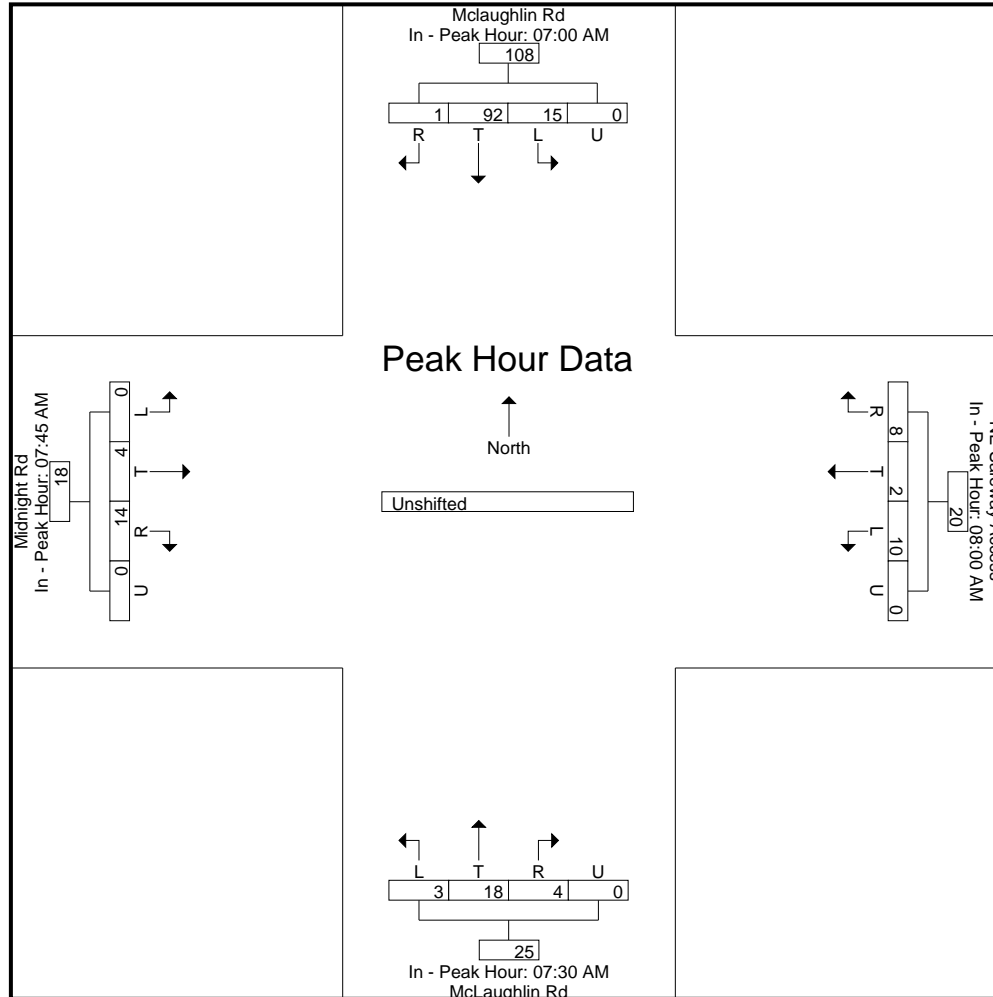 Mclaughlin Rd
In - Peak Hour: 07:00 AM
108
1 92 15 0
R T L U
Peak Hour Data
North
Unshifted
Midnight Rd
In - Peak Hour: 07:45 AM
18
0 4 14 0
L T R U
In - Peak Hour: 08:00 AM
20
8 2 10 0
R T L U
L T R U
3 18 4 0
25
In - Peak Hour: 07:30 AM
McLaughlin Rd